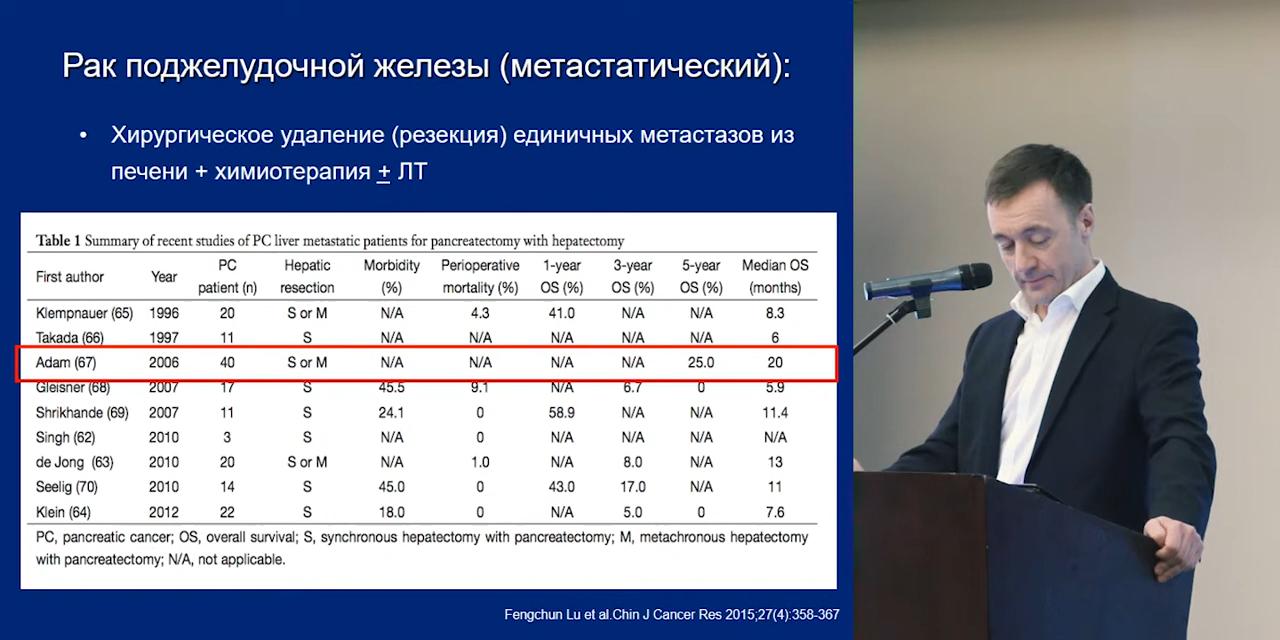 Рак поджелудочной железы (метастатический):
• Хирургическое удаление (резекция) единичных метастазов из
печени + химиотерапия ± ЛТ
Table 1 Summary of recent studies of PC liver metastatic patients for pancreatectomy with hepatectomy
First author Year PC patient (n) Hepatic resection Morbidity (%) Perioperative mortality (%) 1-year OS (%) 3-year OS (%) 5-year OS (%) Median OS (months)
Klempnauer (65) 1996 20 S or M N/A 4.3 41.0 N/A N/A 8.3
Takada (66) 1997 11 S N/A N/A N/A N/A N/A 6
Adam (67) 2006 40 S or M N/A N/A N/A N/A 25.0 20
Gleisner (68) 2007 17 S 45.5 9.1 N/A 6.7 0 5.9
Shrikhande (69) 2007 11 S 24.1 0 58.9 N/A N/A 11.4
Singh (62) 2010 3 S N/A 0 N/A N/A N/A N/A
de Jong (63) 2010 20 S or M N/A 1.0 N/A 8.0 N/A 13
Seelig (70) 2010 14 S 45.0 0 43.0 17.0 N/A 11
Klein (64) 2012 22 S 18.0 0 N/A 5.0 0 7.6
PC, pancreatic cancer; OS, overall survival; S, synchronous hepatectomy with pancreatectomy; M, metachronous hepatectomy
with pancreatectomy; N/A, not applicable.
Fengchun Lu et al.Chin J Cancer Res 2015;27(4):358-367